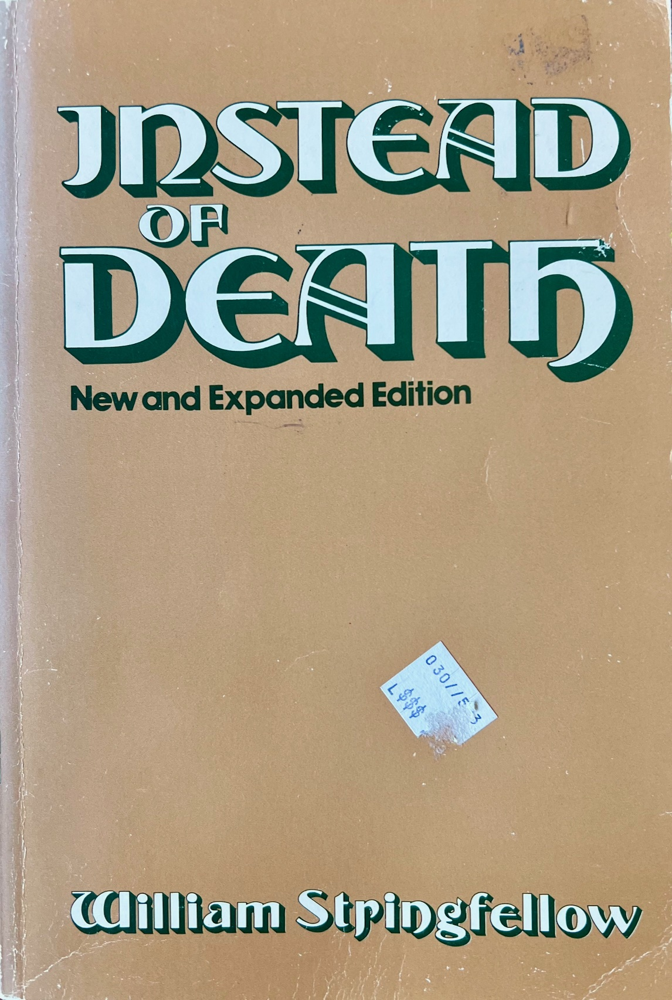 INSTEAD
OF
DEATH
New and Expanded Edition
L $$$
William Stringfellow